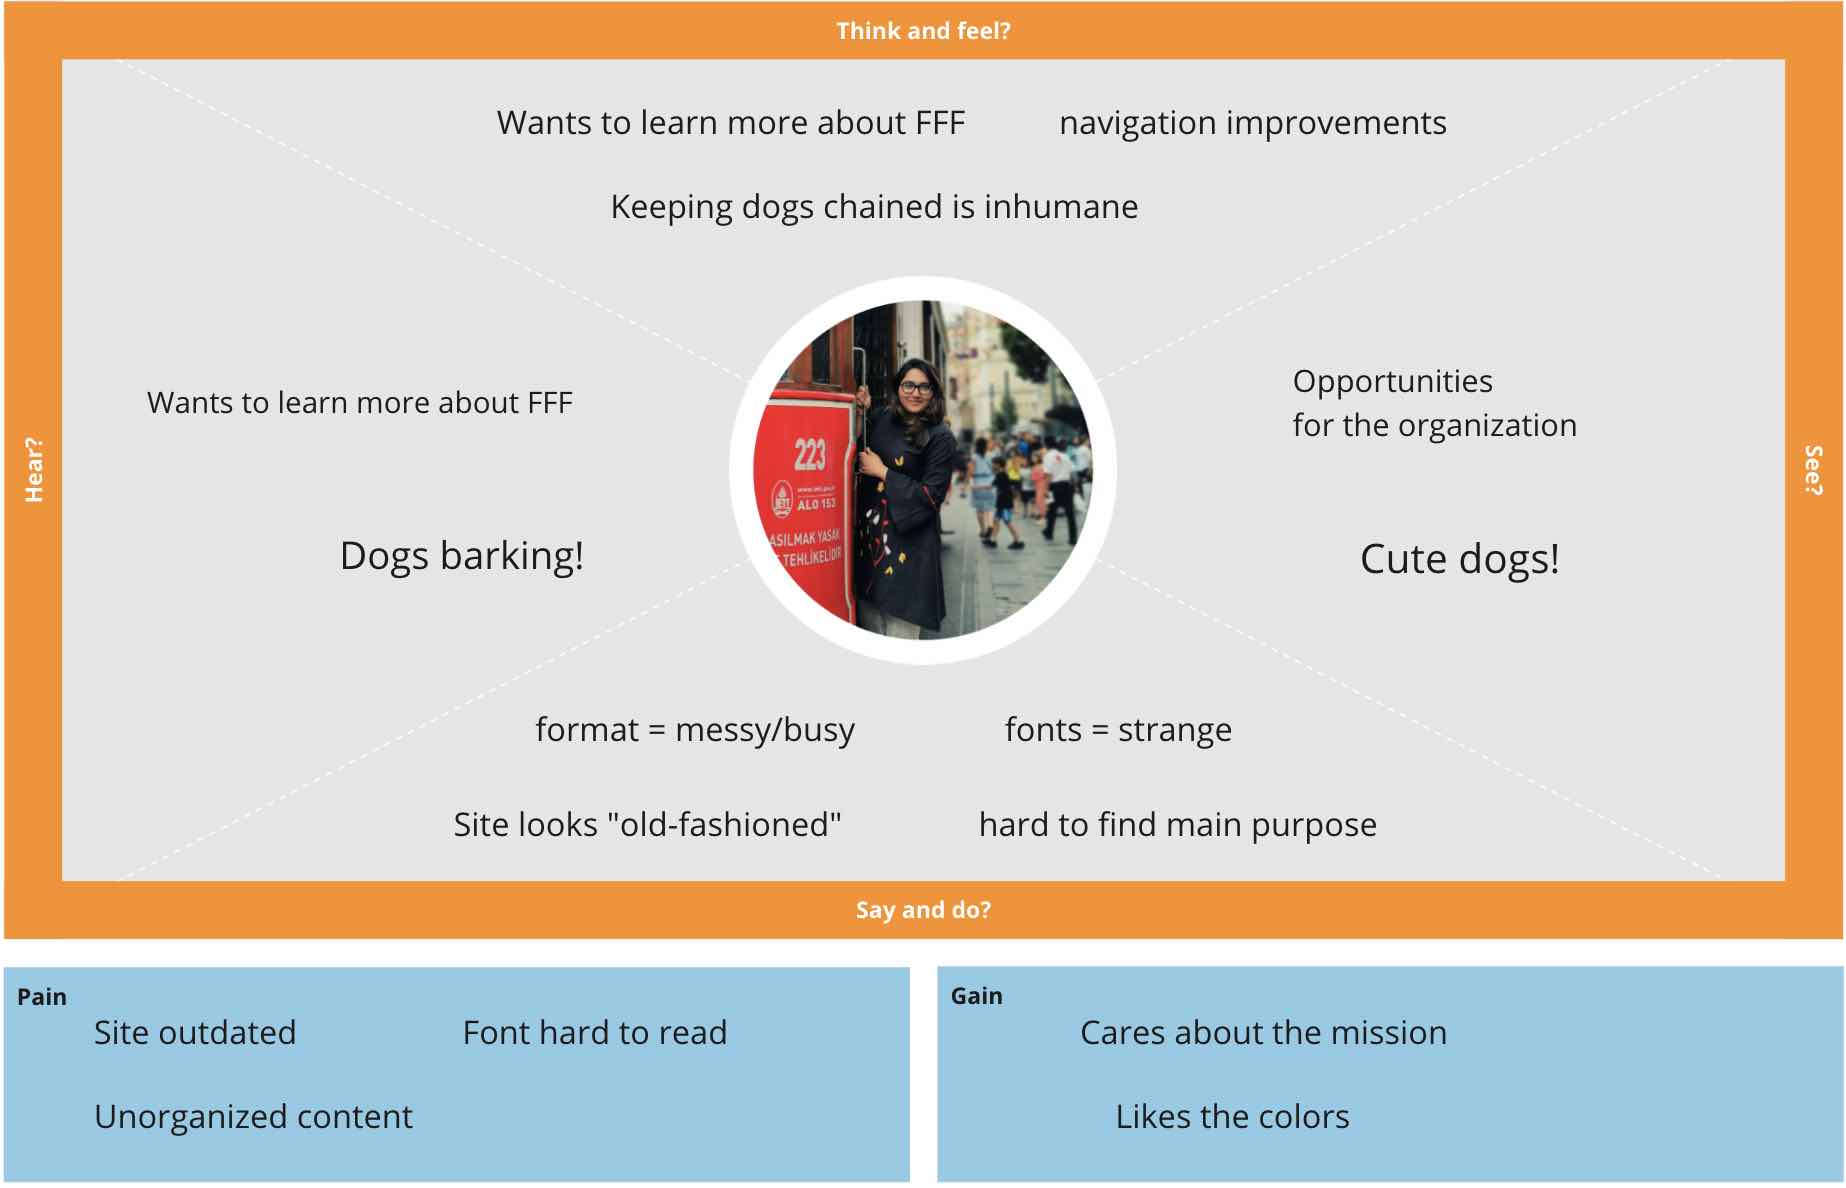 Think and feel?
Wants to learn more about FFF
navigation improvements
Keeping dogs chained is inhumane
Hear?
Wants to learn more about FFF
Dogs barking!
223
ALO 153
ASILMAK YASAK
TEHLİKELİDİR
Opportunities
for the organization
Cute dogs!
See?
format = messy/busy
fonts = strange
Site looks "old-fashioned"
hard to find main purpose
Say and do?
Pain
Site outdated
Font hard to read
Unorganized content
Gain
Cares about the mission
Likes the colors